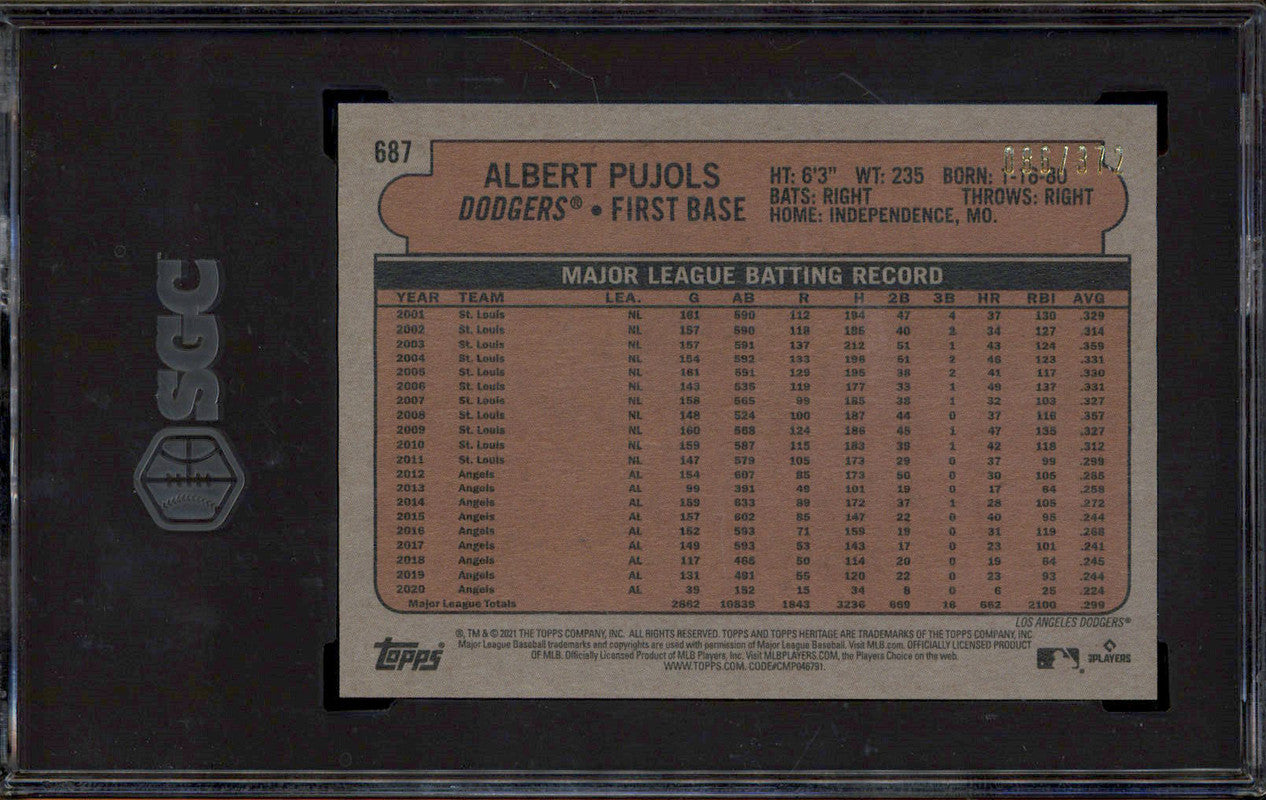 SGC
687
086/372
ALBERT PUJOLS
DODGERS® • FIRST BASE
HT: 6'3" WT: 235 BORN: 1-16-80
BATS: RIGHT THROWS: RIGHT
HOME: INDEPENDENCE, MO.
MAJOR LEAGUE BATTING RECORD
YEAR TEAM LEA. G AB R H 2B 3B HR RBI AVG
2001 St. Louis NL 161 590 112 194 47 4 37 130 .329
2002 St. Louis NL 157 590 118 185 40 2 34 127 .314
2003 St. Louis NL 157 591 137 212 51 1 43 124 .359
2004 St. Louis NL 154 592 133 196 51 2 46 123 .331
2005 St. Louis NL 161 591 129 195 38 2 41 117 .330
2006 St. Louis NL 143 535 119 177 33 1 49 137 .331
2007 St. Louis NL 158 565 99 185 38 1 32 103 .327
2008 St. Louis NL 148 524 100 187 44 0 37 116 .357
2009 St. Louis NL 160 568 124 186 45 1 47 135 .327
2010 St. Louis NL 159 587 115 183 39 1 42 118 .312
2011 St. Louis NL 147 579 105 173 29 0 37 99 .299
2012 Angels AL 154 607 85 173 50 0 30 105 .285
2013 Angels AL 99 391 49 101 19 0 17 64 .258
2014 Angels AL 159 633 89 172 37 1 28 105 .272
2015 Angels AL 157 602 85 147 22 0 40 95 .244
2016 Angels AL 152 593 71 159 19 0 31 119 .268
2017 Angels AL 149 593 53 143 17 0 23 101 .241
2018 Angels AL 117 465 50 114 20 0 19 64 .245
2019 Angels AL 131 491 55 120 22 0 23 93 .244
2020 Angels AL 39 152 15 34 8 0 6 25 .224
Major League Totals 2862 10839 1843 3236 669 16 662 2100 .299
LOS ANGELES DODGERS®
topps®
®, TM & © 2021 THE TOPPS COMPANY, INC. ALL RIGHTS RESERVED. TOPPS AND TOPPS HERITAGE ARE TRADEMARKS OF THE TOPPS COMPANY, INC.
Major League Baseball trademarks and copyrights are used with permission of Major League Baseball. Visit MLB.com. OFFICIALLY LICENSED PRODUCT
OF MLB. Officially Licensed Product of MLB Players, Inc. Visit MLBPLAYERS.COM, the Players Choice on the web.
WWW.TOPPS.COM. CODE#CMP046791.
PLAYERS